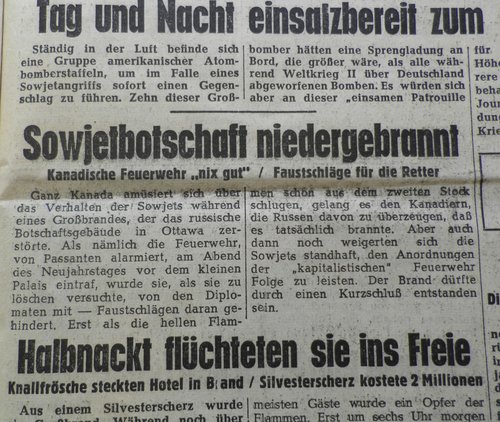 Tag und Nacht einsatzbereit zum
Ständig in der Luft befinde sich
eine Gruppe amerikanischer Atom-
bomberstaffeln, um im Falle eines
Sowjetangriffs sofort einen Gegen-
schlag zu führen. Zehn dieser Groß-
bomber hätten eine Sprengladung an
Bord, die größer wäre, als alle wäh-
rend Weltkrieg II über Deutschland
abgeworfenen Bomben. Es würden sich
aber an dieser „einsamen Patrouille
für
Höhe
erer
beha
Jour
dun
Krie
Sowjetbotschaft niedergebrannt
Kanadische Feuerwehr „nix gut" / Faustschläge für die Retter
Ganz Kanada amüsiert sich über
das Verhalten der Sowjets während
eines Großbrandes, der das russische
Botschaftsgebäude in Ottawa zer-
störte. Als nämlich die Feuerwehr,
von Passanten alarmiert, am Abend
des Neujahrstages vor dem kleinen
Palais eintraf, wurde sie, als sie zu
löschen versuchte, von den Diplo-
maten mit — Faustschlägen daran ge-
hindert. Erst als die hellen Flam-
men schon aus dem zweiten Stock
schlugen, gelang es den Kanadiern,
die Russen davon zu überzeugen, daß
es tatsächlich brannte. Aber auch
dann noch weigerten sich die
Sowjets standhaft, den Anordnungen
der „kapitalistischen" Feuerwehr
Folge zu leisten. Der Brand dürfte
durch einen Kurzschluß entstanden
sein.
Halbnackt flüchteten sie ins Freie
Knallfrösche steckten Hotel in Brand / Silvesterscherz kostete 2 Millionen
Aus einem Silvesterscherz wurde
meisten Gäste wurde ein Opfer der
Flammen. Erst um sechs Uhr morgen